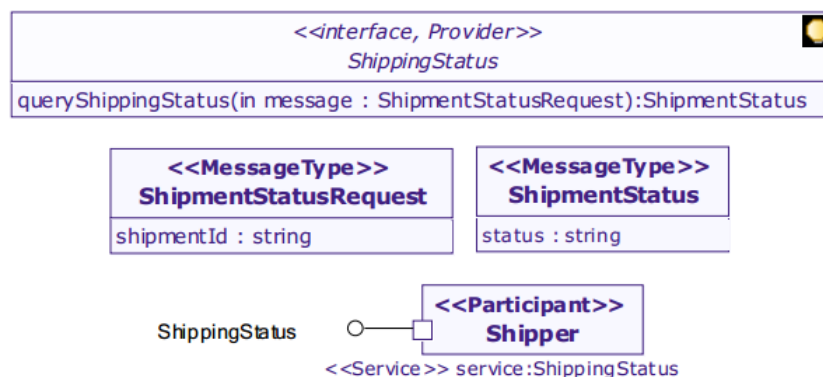 <<interface, Provider>>
ShippingStatus
queryShippingStatus(in message : ShipmentStatusRequest):ShipmentStatus
<<MessageType>>
ShipmentStatusRequest
shipmentId : string
<<MessageType>>
ShipmentStatus
status : string
<<Participant>>
Shipper
ShippingStatus
<<Service>> service:ShippingStatus